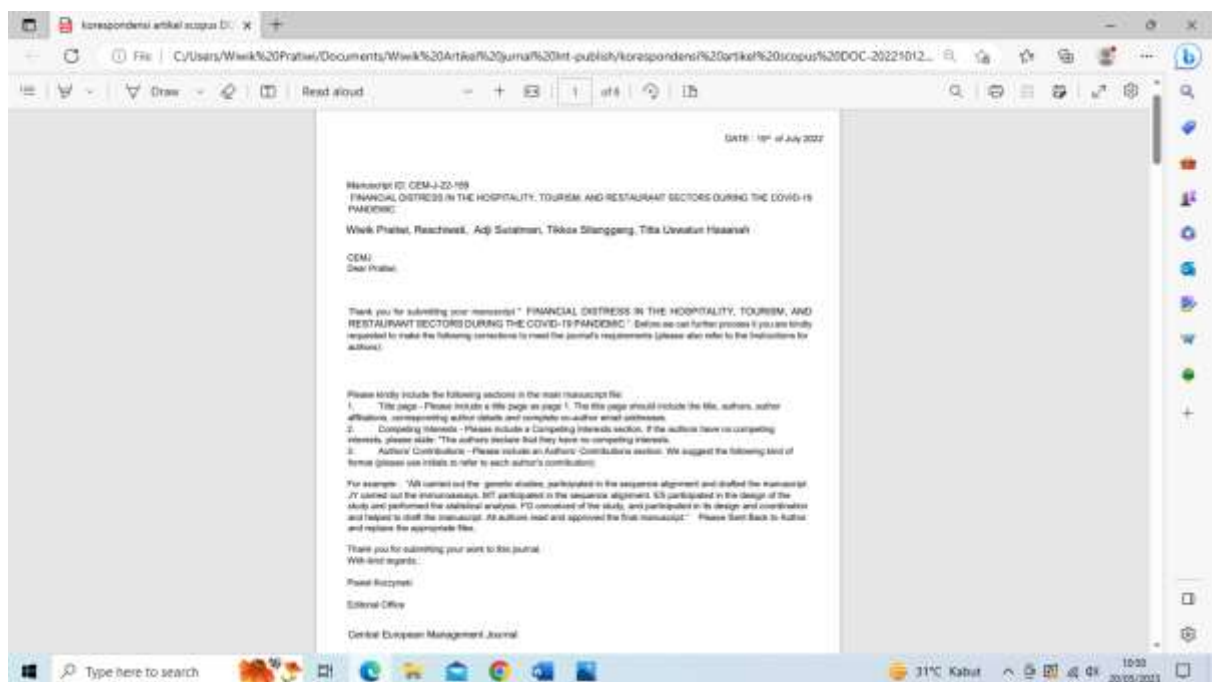 korespondensi artikel scopus D
File C:/Users/Wiwik%20Pratiwi/Documents/Wiwik%20Artikel%20jurnal%20Int-publish/korespondensi%20artikel%20scopus%20DOC-20221012...
Draw Read aloud 1 of 6
DATE : of July 2022
Manuscript ID: CEM-J-22-169
FINANCIAL DISTRESS IN THE HOSPITALITY, TOURISM, AND RESTAURANT SECTORS DURING THE COVID-19
PANDEMIC
Wiwik Pratiwi, Adji Suratman, Tikkos Sitanggang, Titta Uswatun Hasanah
CEMJ
Dear Pratiwi,
Thank you for submitting your manuscript " FINANCIAL DISTRESS IN THE HOSPITALITY, TOURISM, AND
RESTAURANT SECTORS DURING THE COVID-19 PANDEMIC " Before we can further process it you are kindly
requested to make the following corrections to meet the journal's requirements (please also refer to the Instructions for
authors):
Please kindly include the following sections in the main manuscript file:
1. Title page - Please include a title page as page 1. The title page should include the title, authors, author
affiliations, corresponding author details and complete co-author email addresses.
2. Competing Interests - Please include a Competing Interests section. If the authors have no competing
interests, please state: "The authors declare that they have no competing interests.
3. Authors' Contributions - Please include an Authors' Contributions section. We suggest the following kind of
format (please use initials to refer to each author's contribution):
For example : "AB carried out the genetic studies, participated in the sequence alignment and drafted the manuscript.
JY carried out the immunoassays. MT participated in the sequence alignment. ES participated in the design of the
study and performed the statistical analysis. FG conceived of the study, and participated in its design and coordination
and helped to draft the manuscript. All authors read and approved the final manuscript." Please Sent Back to Author
and replace the appropriate files.
Thank you for submitting your work to this journal.
With kind regards,
Editorial Office
Central European Management Journal
Type here to search
31°C Kabut
10:50
20/05/2023